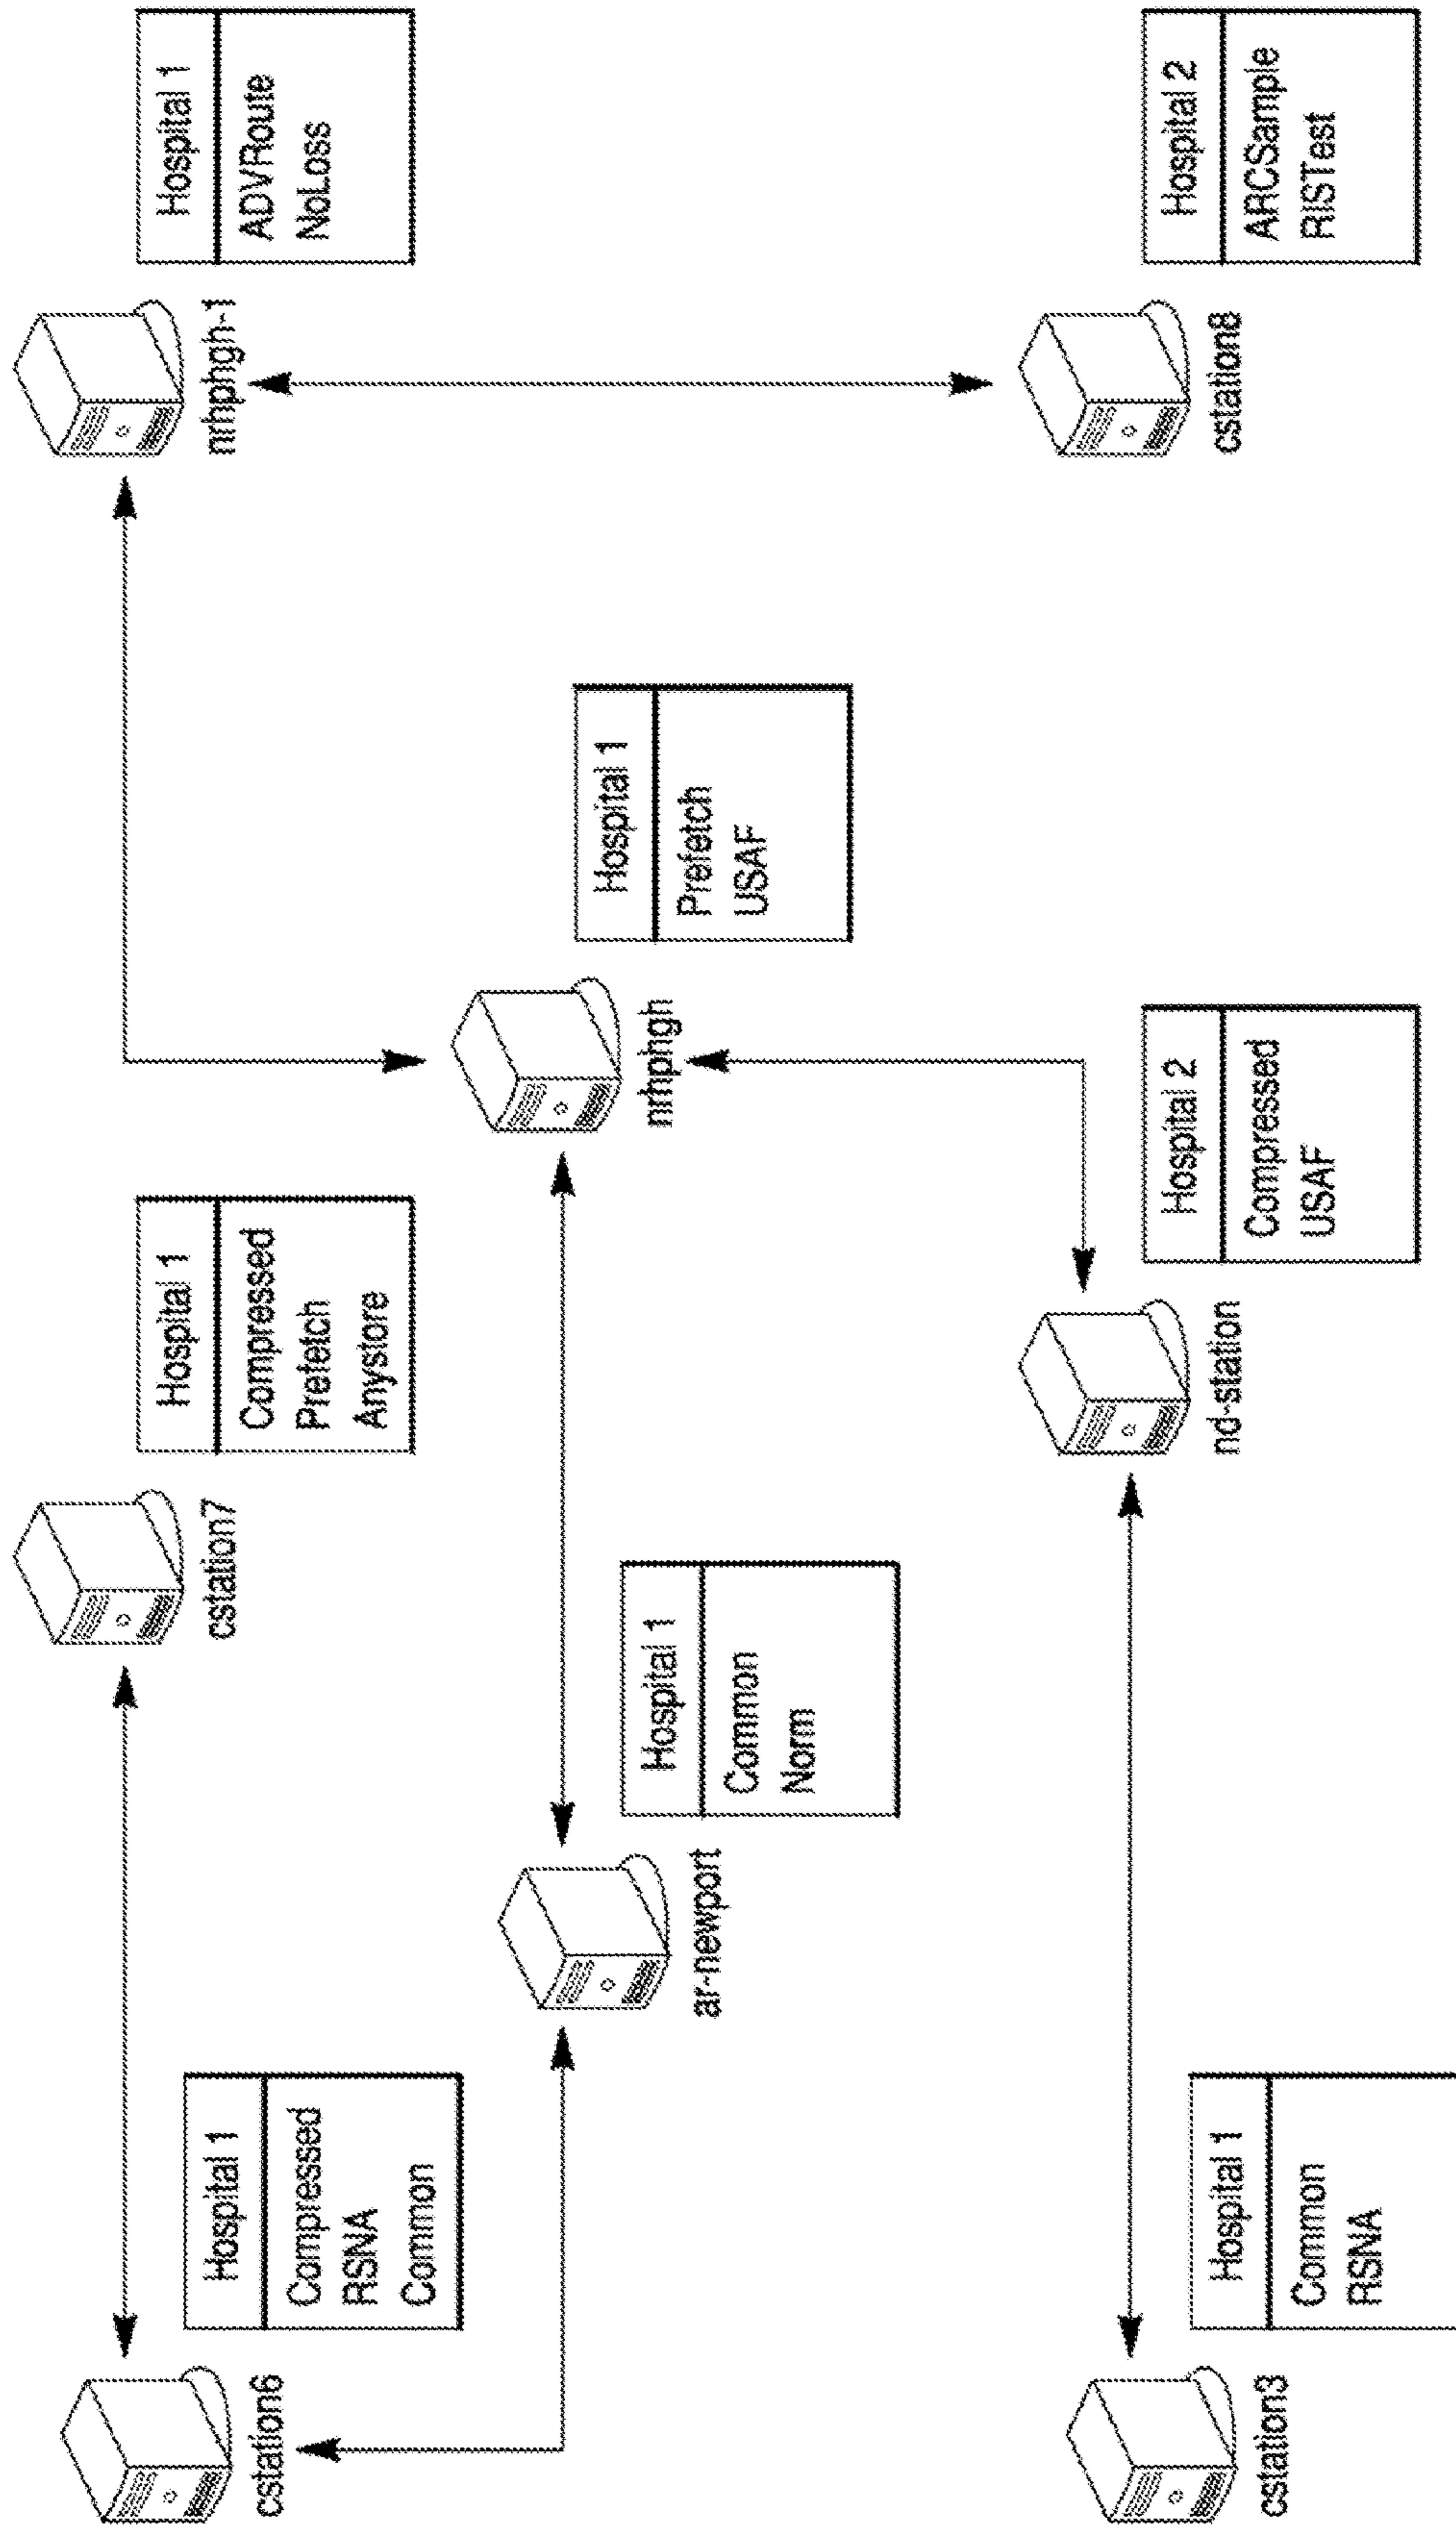 cstation6
Hospital 1
Compressed
RSNA
Common
cstation7
Hospital 1
Compressed
Prefetch
Anystore
nrhphgh-1
Hospital 1
ADVRoute
NoLoss
ar-newport
Hospital 1
Common
Norm
nrhphgh
Hospital 1
Prefetch
USAF
cstation3
Hospital 1
Common
RSNA
nd-station
Hospital 2
Compressed
USAF
cstation8
Hospital 2
ARCSample
RISTest